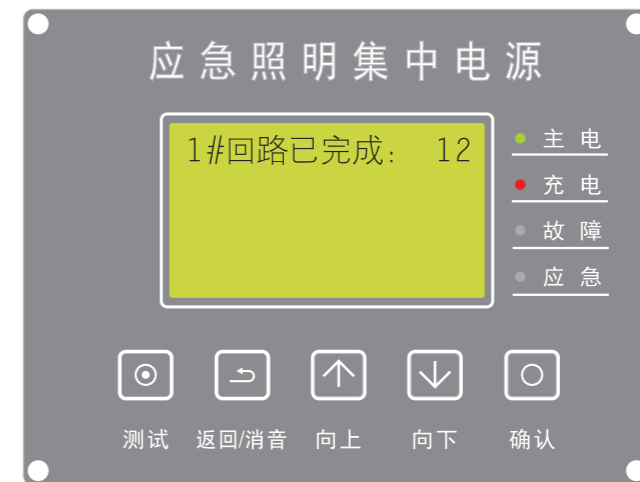 应急照明集中电源
1#回路已完成: 12
主电
充电
故障
应急
测试 返回/消音 向上 向下 确认